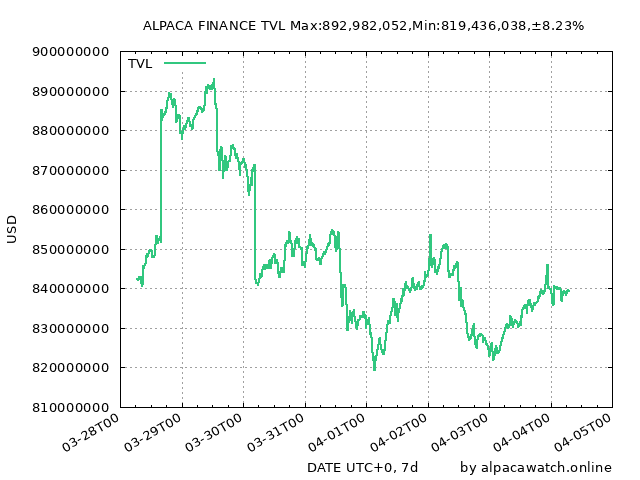 ALPACA FINANCE TVL Max:892,982,052,Min:819,436,038,±8.23%
TVL
900000000
890000000
880000000
870000000
860000000
850000000
840000000
830000000
820000000
810000000
USD
03-28T00
03-29T00
03-30T00
03-31T00
04-01T00
04-02T00
04-03T00
04-04T00
04-05T00
DATE UTC+0, 7d
by alpacawatch.online